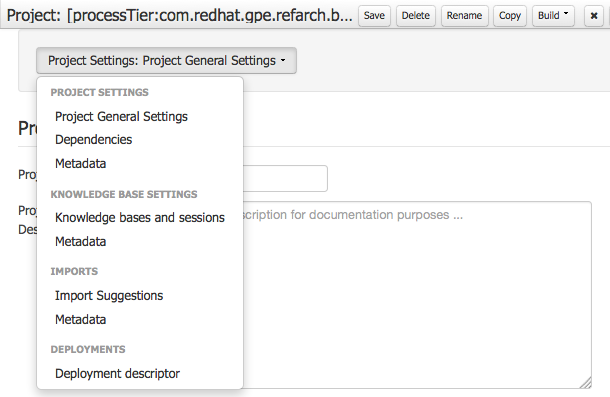 Project: [processTier:com.redhat.gpe.refarch.b... Save Delete Rename Copy Build
Project Settings: Project General Settings
PROJECT SETTINGS
Pr
Project General Settings
Dependencies
Metadata
Proj
KNOWLEDGE BASE SETTINGS
Proj
Knowledge bases and sessions
scription for documentation purposes ...
Des
Metadata
IMPORTS
Import Suggestions
Metadata
DEPLOYMENTS
Deployment descriptor